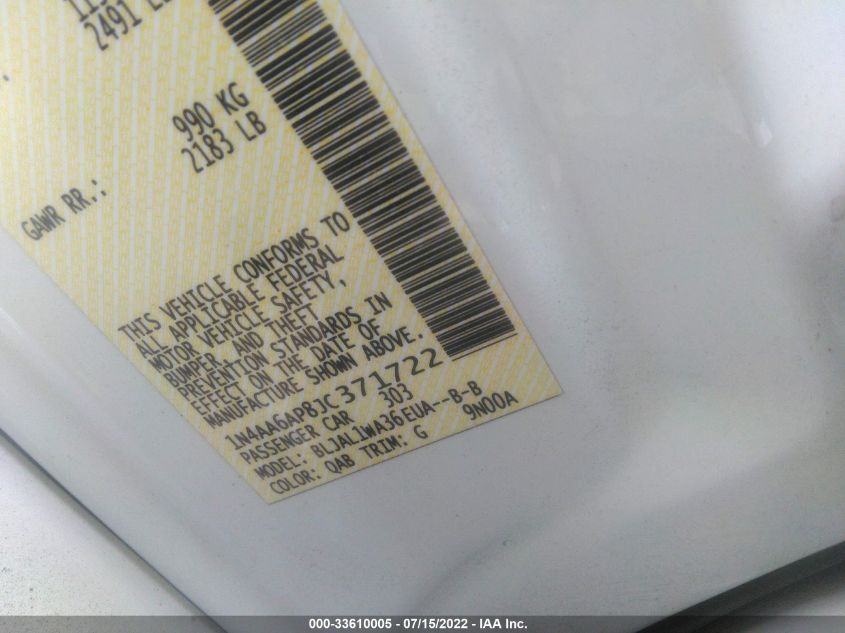 2491
990 KG
GAWR RR.: 2183 LB
THIS VEHICLE CONFORMS TO
ALL APPLICABLE FEDERAL
MOTOR VEHICLE SAFETY,
BUMPER, AND THEFT
PREVENTION STANDARDS IN
EFFECT ON THE DATE OF
MANUFACTURE SHOWN ABOVE.
1N4AA6AP8JC371722
PASSENGER CAR 303
MODEL: BLJAL1WA36EUA--B-B
COLOR: QAB TRIM: G 9N00A
000-33610005 - 07/15/2022 - IAA Inc.